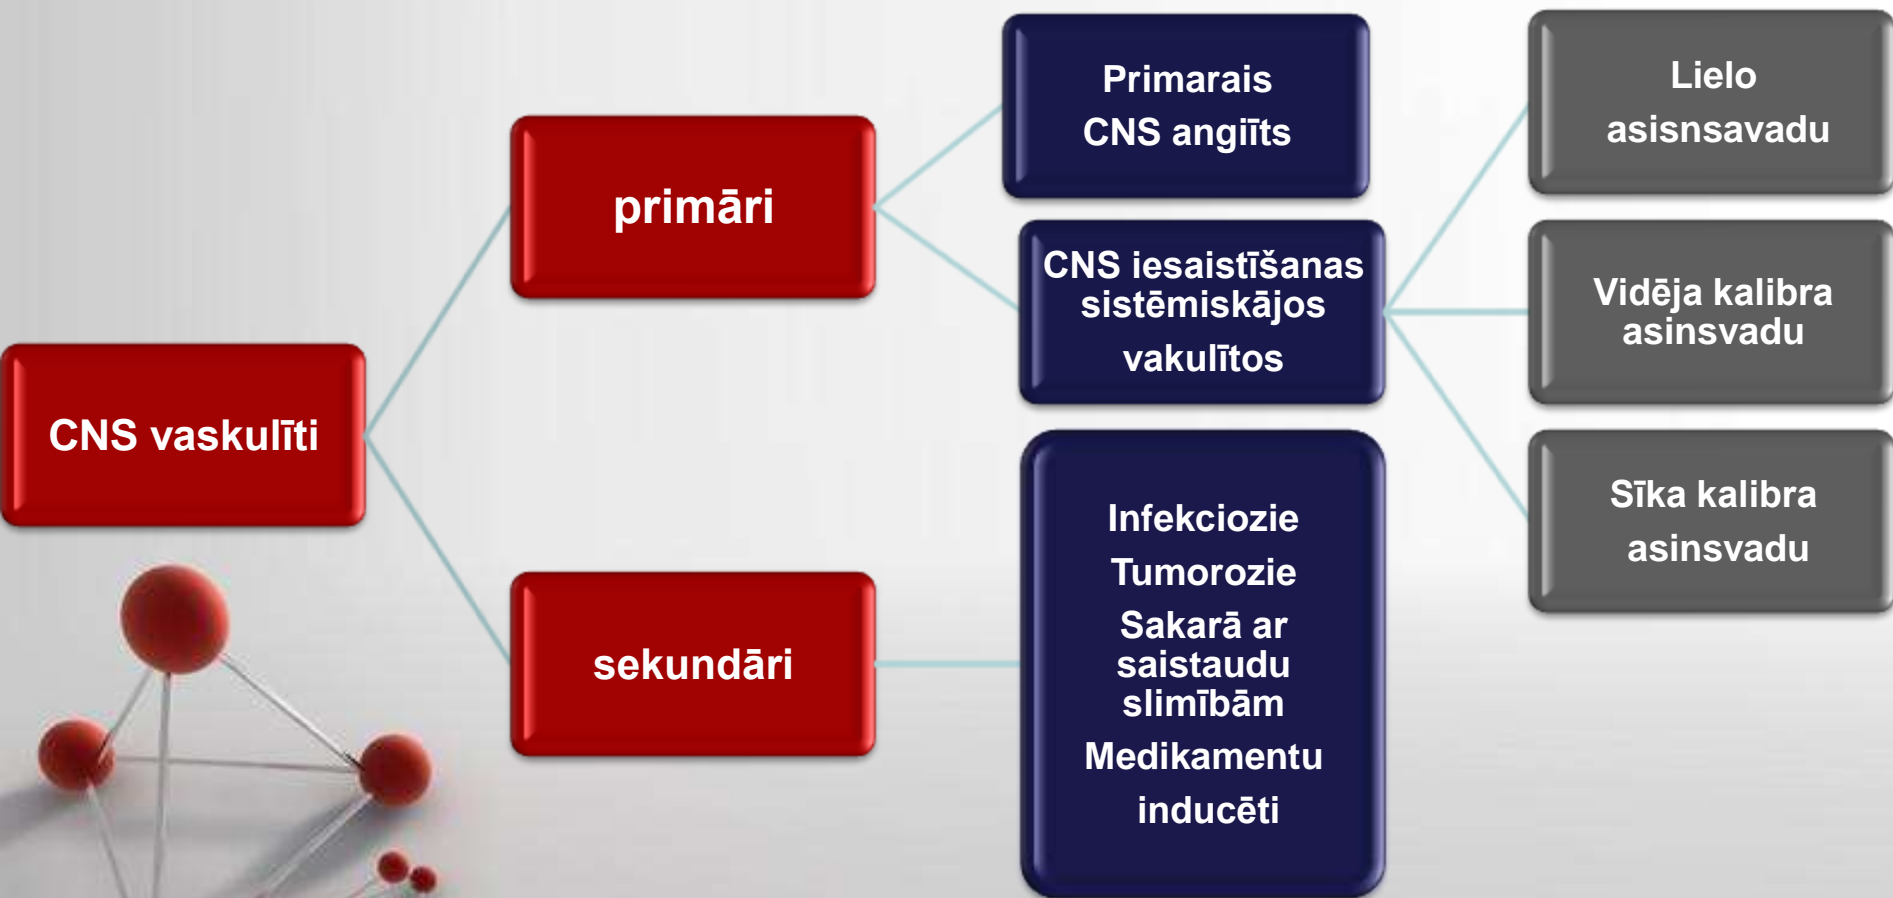 CNS vaskulīti
primāri
sekundāri
Primarais
CNS angiīts
CNS iesaistīšanas
sistēmiskājos
vakulītos
Infekciozie
Tumorozie
Sakarā ar
saistaudu
slimībām
Medikamentu
inducēti
Lielo
asisnsavadu
Vidēja kalibra
asinsvadu
Sīka kalibra
asinsvadu